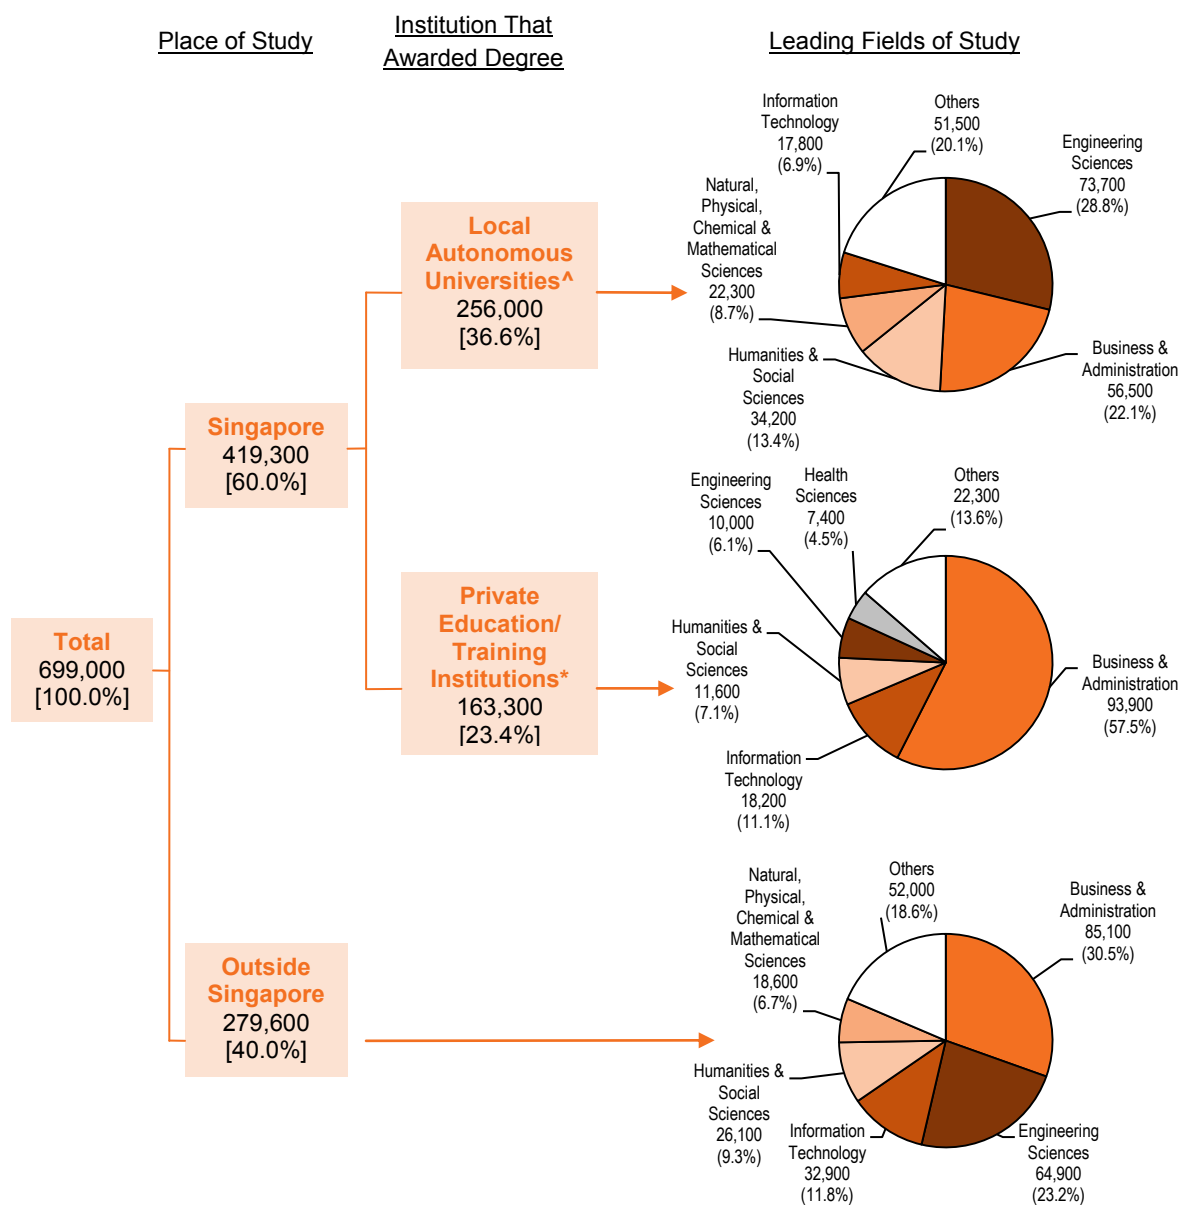 Place of Study
Institution That
Awarded Degree
Leading Fields of Study
Total
699,000
[100.0%]
Singapore
419,300
[60.0%]
Outside
Singapore
279,600
[40.0%]
Local
Autonomous
Universities^
256,000
[36.6%]
Private
Education/
Training
Institutions*
163,300
[23.4%]
Information
Technology
17,800
(6.9%)
Others
51,500
(20.1%)
Engineering
Sciences
73,700
(28.8%)
Natural,
Physical,
Chemical &
Mathematical
Sciences
22,300
(8.7%)
Humanities &
Social
Sciences
34,200
(13.4%)
Business &
Administration
56,500
(22.1%)
Engineering
Sciences
10,000
(6.1%)
Health
Sciences
7,400
(4.5%)
Others
22,300
(13.6%)
Humanities &
Social
Sciences
11,600
(7.1%)
Business &
Administration
93,900
(57.5%)
Information
Technology
18,200
(11.1%)
Natural,
Physical,
Chemical &
Mathematical
Sciences
18,600
(6.7%)
Others
52,000
(18.6%)
Business &
Administration
85,100
(30.5%)
Humanities &
Social
Sciences
26,100
(9.3%)
Information
Technology
32,900
(11.8%)
Engineering
Sciences
64,900
(23.2%)